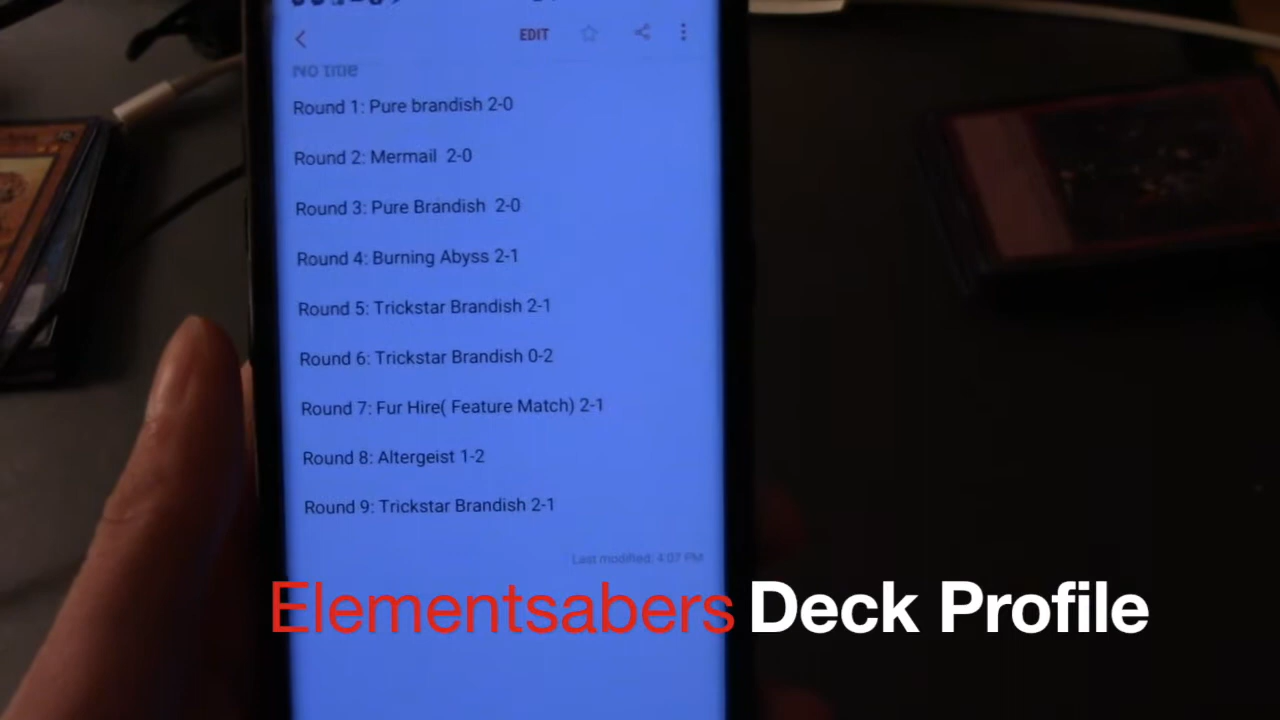 EDIT
No title
Round 1: Pure brandish 2-0
Round 2: Mermail 2-0
Round 3: Pure Brandish 2-0
Round 4: Burning Abyss 2-1
Round 5: Trickstar Brandish 2-1
Round 6: Trickstar Brandish 0-2
Round 7: Fur Hire( Feature Match) 2-1
Round 8: Altergeist 1-2
Round 9: Trickstar Brandish 2-1
Last modified: 4:07 PM
Elementsabers Deck Profile